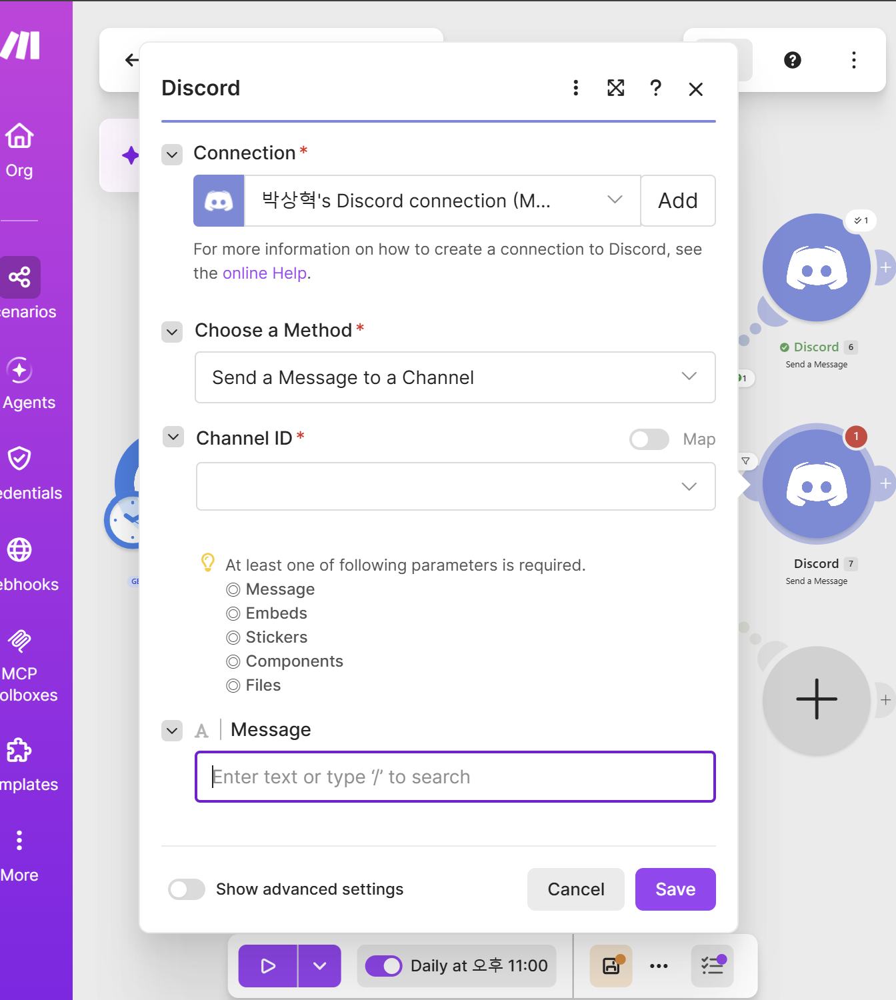 Discord
Connection *
박상혁's Discord connection (M...
Add
For more information on how to create a connection to Discord, see
the online Help.
Choose a Method *
Send a Message to a Channel
Channel ID *
Map
At least one of following parameters is required.
Message
Embeds
Stickers
Components
Files
A
Message
Enter text or type ‘/’ to search
Show advanced settings
Cancel
Save
Org
enarios
Agents
edentials
ebhooks
MCP
olboxes
mplates
More
GE
1
Discord 6
Send a Message
1
1
Discord 7
Send a Message
Daily at 오후 11:00